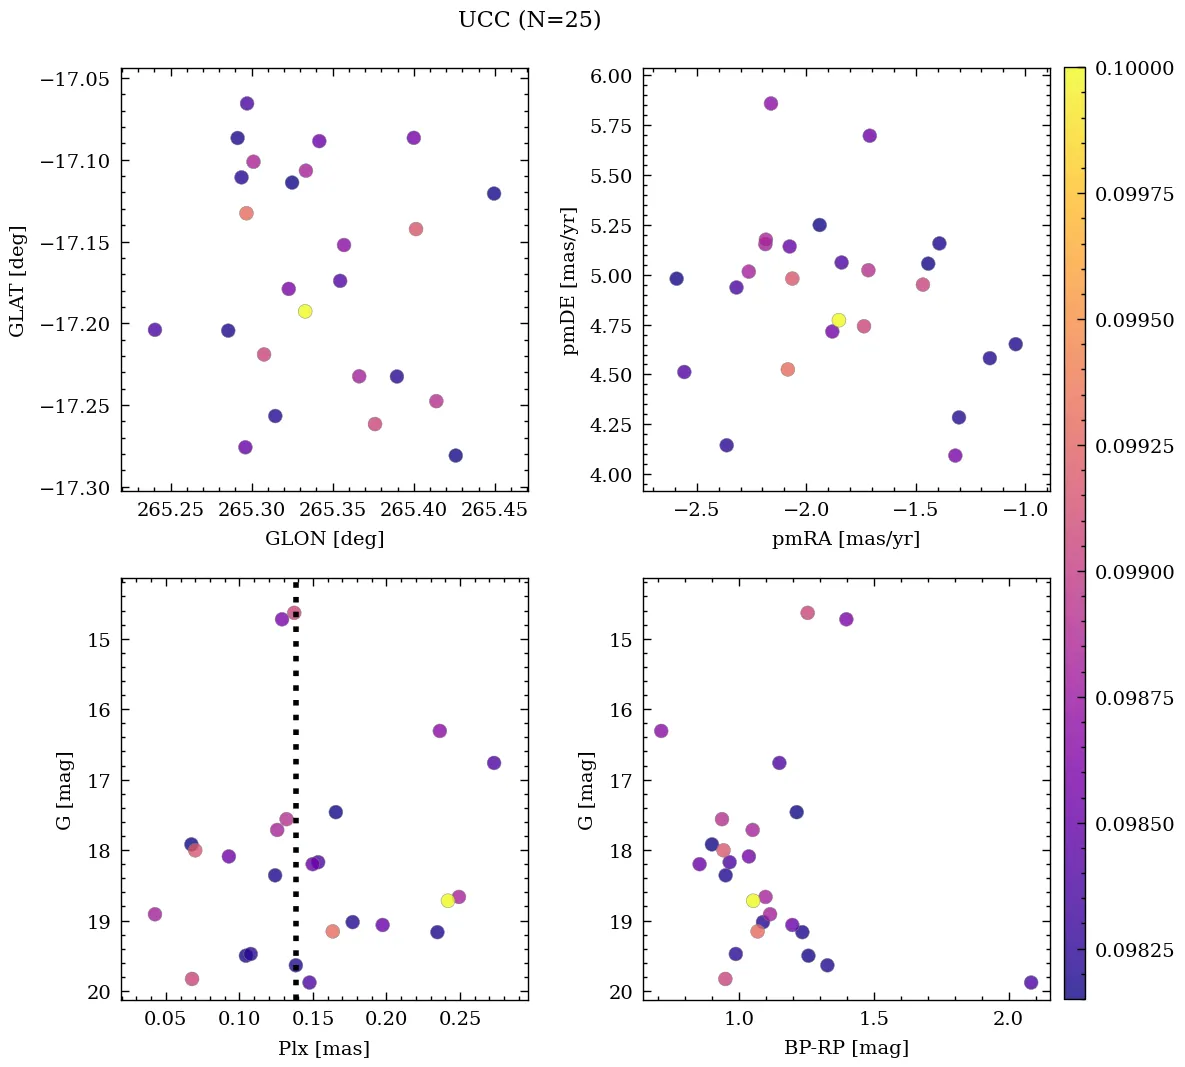 UCC (N=25)
−17.05
−17.10
−17.15
−17.20
−17.25
−17.30
GLAT [deg]
265.25 265.30 265.35 265.40 265.45
GLON [deg]
6.00
5.75
5.50
5.25
5.00
4.75
4.50
4.25
4.00
pmDE [mas/yr]
−2.5 −2.0 −1.5 −1.0
pmRA [mas/yr]
0.10000
0.09975
0.09950
0.09925
0.09900
0.09875
0.09850
0.09825
15
16
17
18
19
20
G [mag]
0.05 0.10 0.15 0.20 0.25
Plx [mas]
15
16
17
18
19
20
G [mag]
1.0 1.5 2.0
BP-RP [mag]